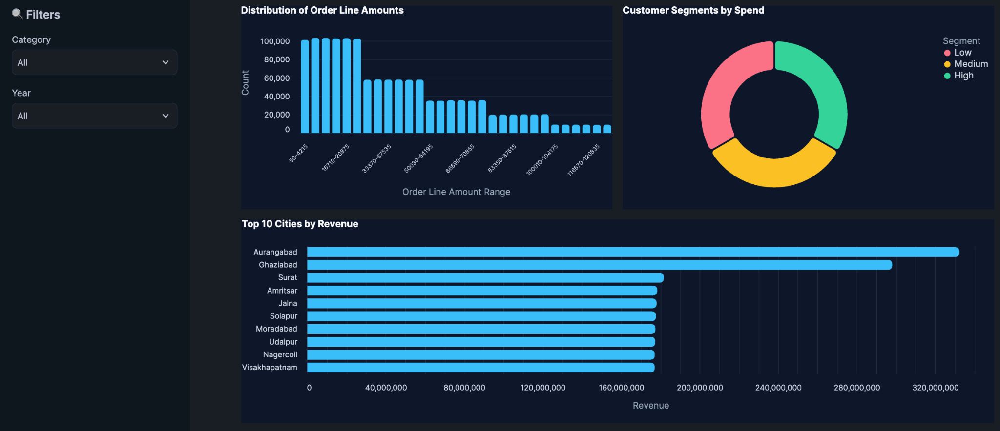 Filters
Category
All
Year
All
Distribution of Order Line Amounts
Count
100,000
80,000
60,000
40,000
20,000
0
50-4215
16710-20875
33370-37535
50030-54195
66690-70855
83350-87515
100010-104175
116670-120835
Order Line Amount Range
Customer Segments by Spend
Segment
Low
Medium
High
Top 10 Cities by Revenue
Aurangabad
Ghaziabad
Surat
Amritsar
Jalna
Solapur
Moradabad
Udaipur
Nagercoil
Visakhapatnam
0 40,000,000 80,000,000 120,000,000 160,000,000 200,000,000 240,000,000 280,000,000 320,000,000
Revenue